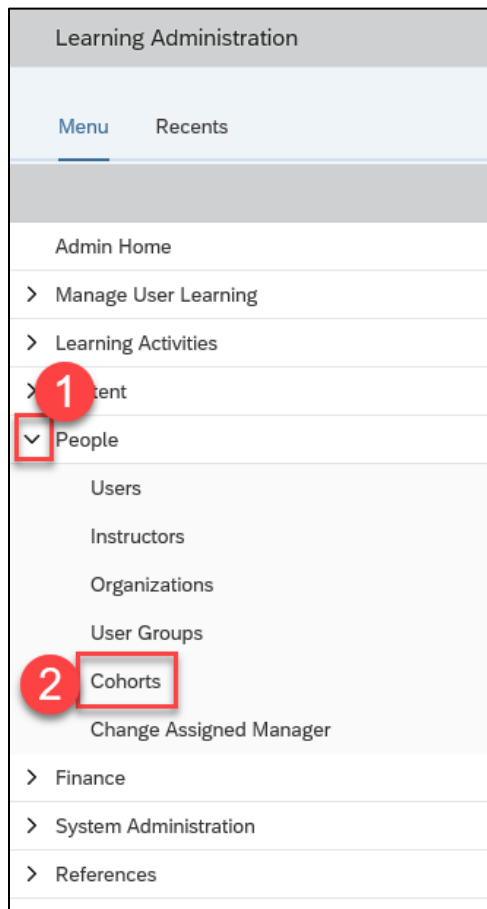 Learning Administration
Menu Recents
Admin Home
Manage User Learning
Learning Activities
1 tent
People
Users
Instructors
Organizations
User Groups
2 Cohorts
Change Assigned Manager
Finance
System Administration
References